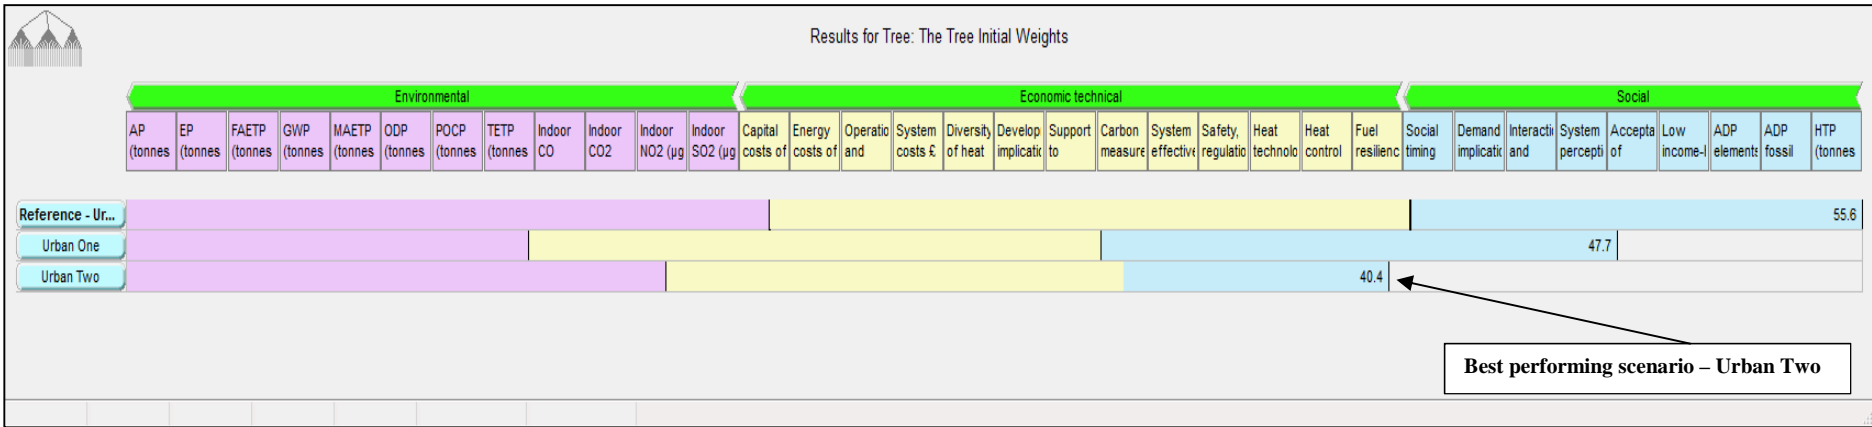 Results for Tree: The Tree Initial Weights
Environmental Economic technical Social
AP EP FAETP GWP MAETP ODP POCP TETP Indoor Indoor Indoor Indoor Capital Energy Operatio System Diversity Develop Support Carbon System Safety, Heat Heat Fuel Social Demand Interactio System Accepta Low ADP ADP HTP
(tonnes (tonnes (tonnes (tonnes (tonnes (tonnes (tonnes (tonnes CO CO2 NO2 (µg SO2 (µg costs of costs of and costs £ of heat implicatic to measure effective regulatio technolo control resilienc timing implicatic and percepti of income-l elements fossil (tonnes
Reference - Ur... 55.6
Urban One 47.7
Urban Two 40.4
Best performing scenario – Urban Two